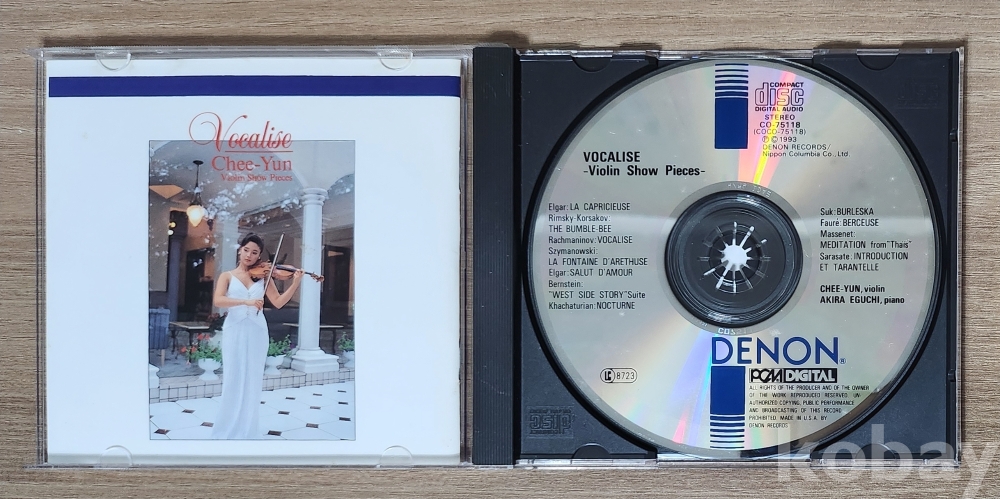 Vocalise
Chee-Yun
Violin Show Pieces
COMPACT
disc
DIGITAL AUDIO
STEREO
CO-75118
(COCO-75118)
Ⓟ © 1993
DENON RECORDS/
Nippon Columbia Co., Ltd.
VOCALISE
-Violin Show Pieces-
Elgar: LA CAPRICIEUSE
Rimsky-Korsakov:
THE BUMBLE-BEE
Rachmaninov: VOCALISE
Szymanowski:
LA FONTAINE D'ARETHUSE
Elgar: SALUT D'AMOUR
Bernstein:
"WEST SIDE STORY" Suite
Khachaturian: NOCTURNE
Suk: BURLESKA
Fauré: BERCEUSE
Massenet:
MEDITATION from "Thaïs"
Sarasate: INTRODUCTION
ET TARANTELLE
CHEE-YUN, violin
AKIRA EGUCHI, piano
DENON®
PCM DIGITAL
LC 8723
ALL RIGHTS OF THE PRODUCER AND OF THE OWNER
OF THE WORK REPRODUCED RESERVED UN-
AUTHORIZED COPYING, PUBLIC PERFORMANCE
AND BROADCASTING OF THIS RECORD
PROHIBITED. MADE IN U.S.A. BY
DENON RECORDS
kobay